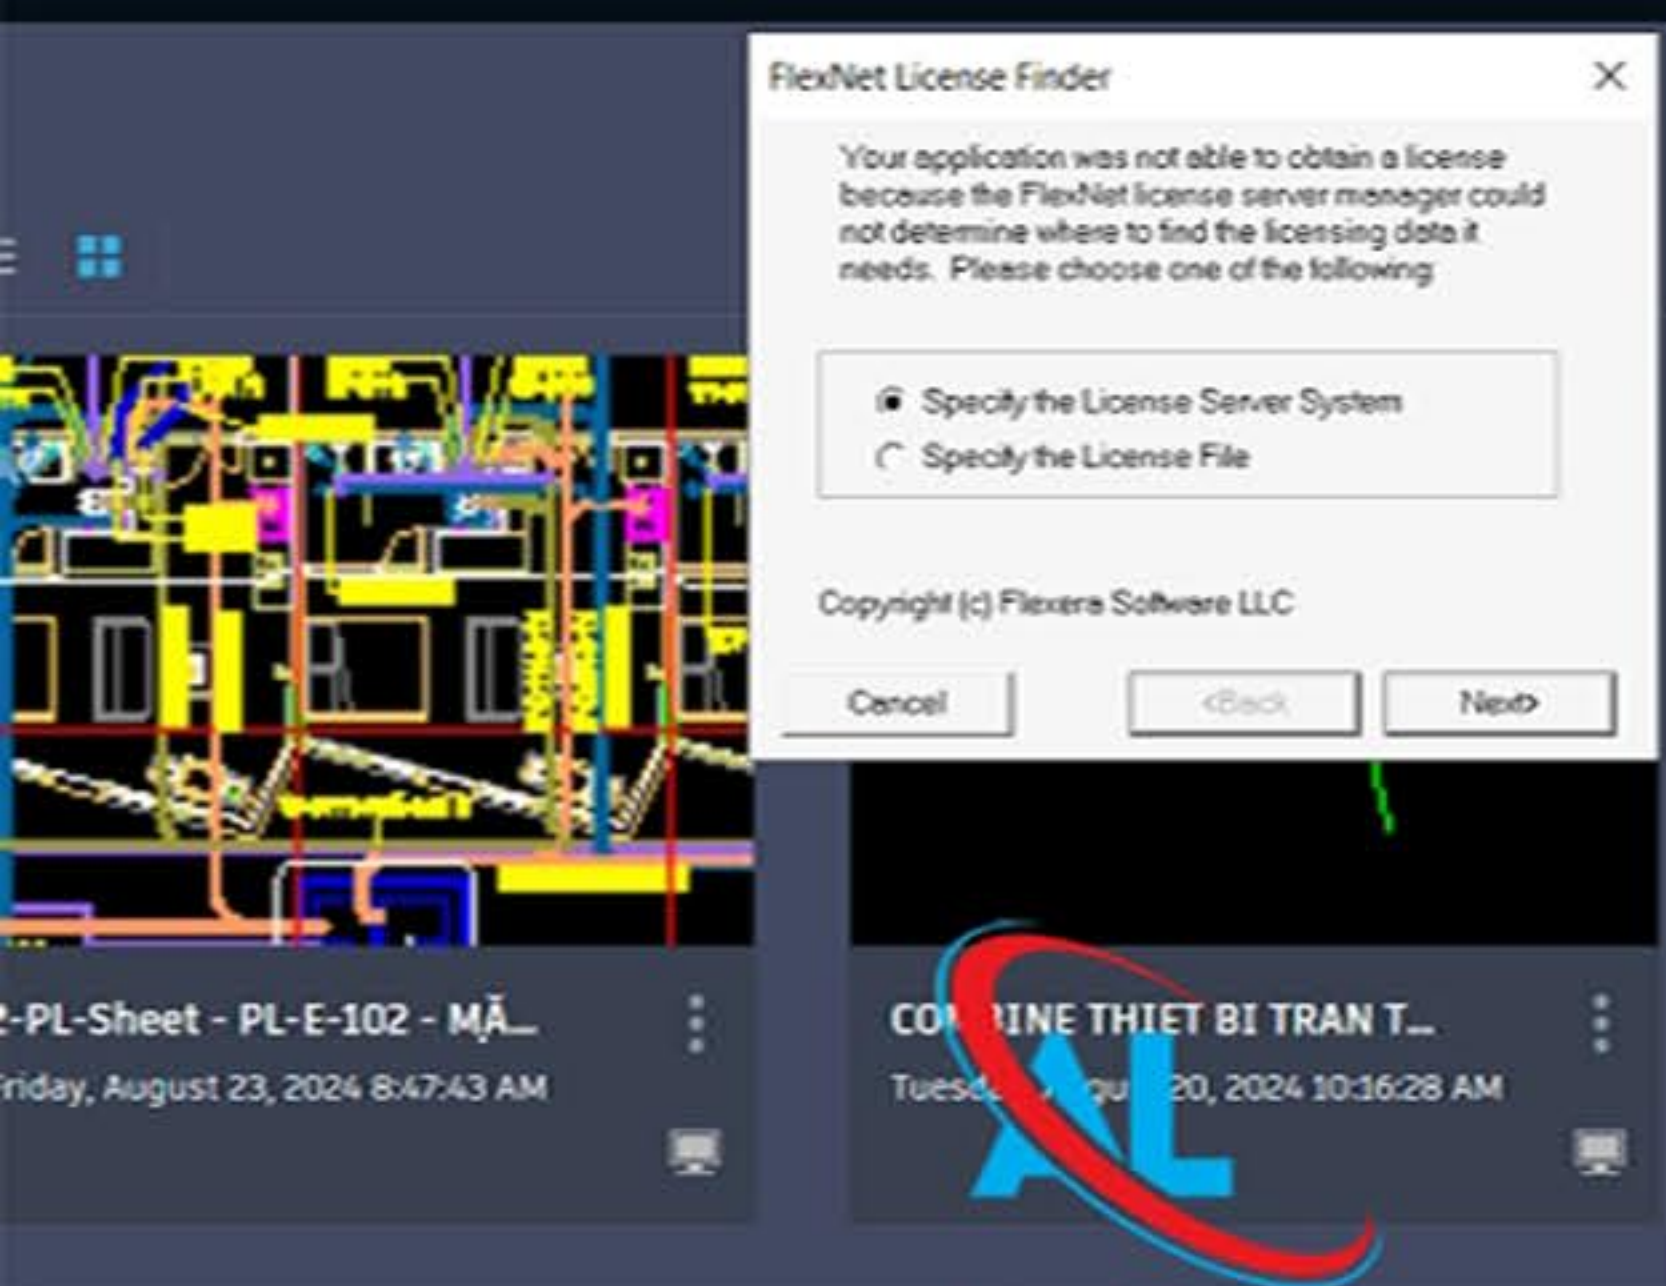 FlexNet License Finder
Your application was not able to obtain a license
because the FlexNet license server manager could
not determine where to find the licensing data it
needs. Please choose one of the following
Specify the License Server System
Specify the License File
Copyright (c) Flexera Software LLC
Cancel
<Back
Next>
2-PL-Sheet - PL-E-102 - MẶ...
Friday, August 23, 2024 8:47:43 AM
THIET BI TRAN T...
20, 2024 10:16:28 AM
AL